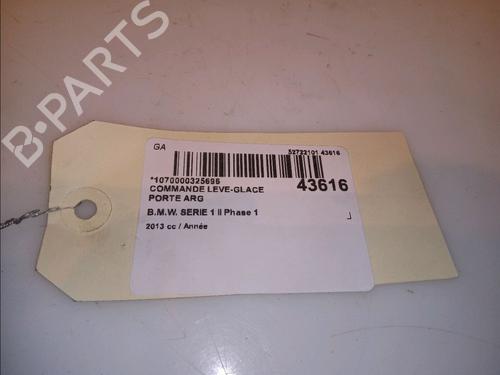 B-PARTS
GA
52722101 43616
*1070000325696
COMMANDE LEVE-GLACE
43616
PORTE ARG
B.M.W. SERIE 1 II Phase 1
J
2013 cc / Année